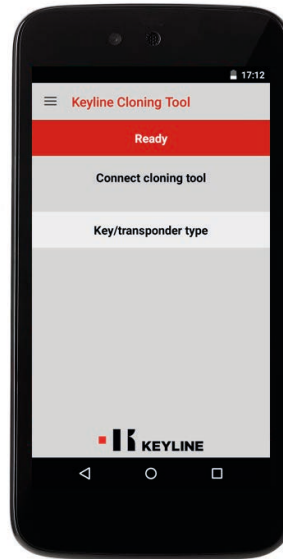 17:12
Keyline Cloning Tool
Ready
Connect cloning tool
Key/transponder type
KEYLINE